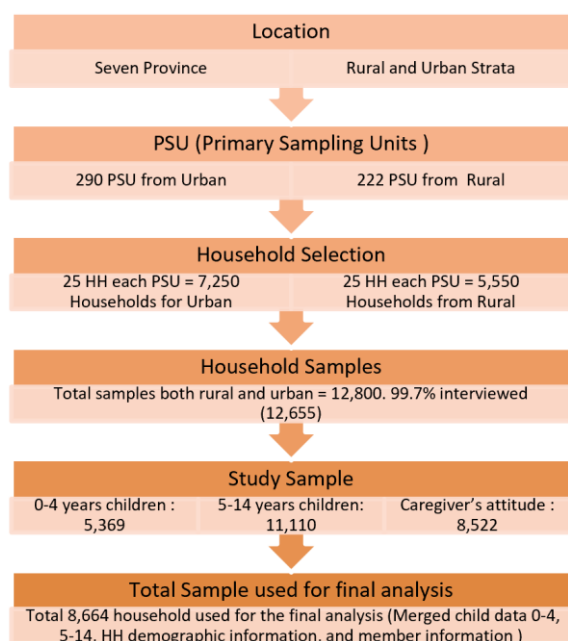 Location
Seven Province
Rural and Urban Strata
PSU (Primary Sampling Units )
290 PSU from Urban
222 PSU from Rural
Household Selection
25 HH each PSU = 7,250
Households for Urban
25 HH each PSU = 5,550
Households from Rural
Household Samples
Total samples both rural and urban = 12,800. 99.7% interviewed
(12,655)
Study Sample
0-4 years children :
5,369
5-14 years children:
11,110
Caregiver's attitude :
8,522
Total Sample used for final analysis
Total 8,664 household used for the final analysis (Merged child data 0-4,
5-14, HH demographic information, and member information )